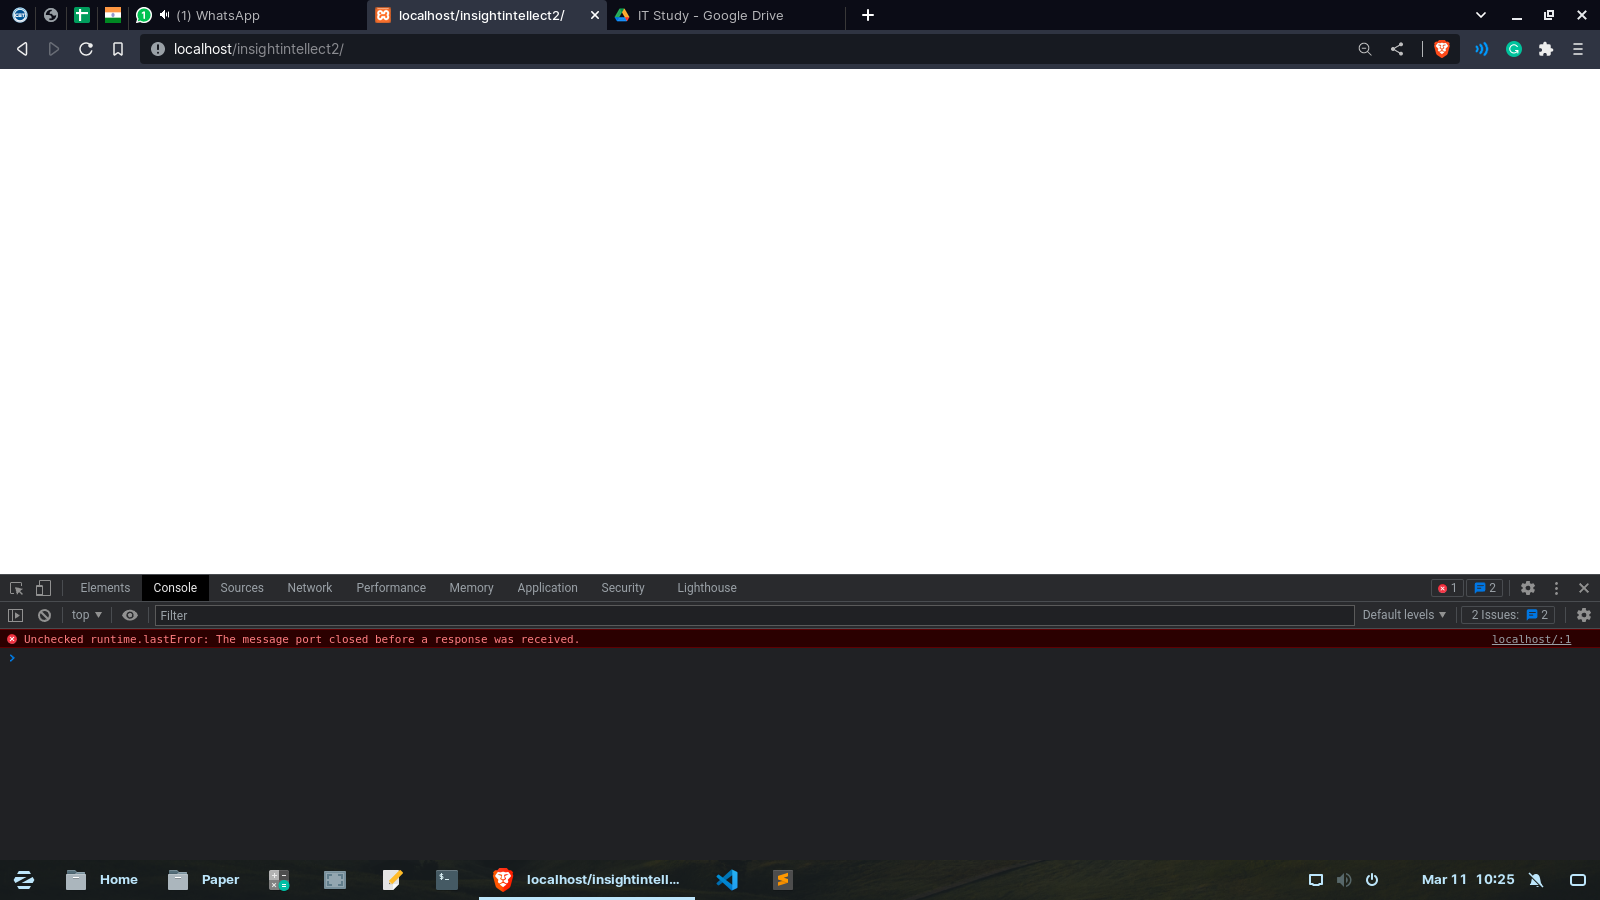 1 (1) WhatsApp
localhost/insightintellect2/
IT Study - Google Drive
localhost/insightintellect2/
Elements Console Sources Network Performance Memory Application Security Lighthouse 1 2
top Filter Default levels 2 Issues: 2
Unchecked runtime.lastError: The message port closed before a response was received. localhost/:1
Home Paper localhost/insightintell... Mar 11 10:25